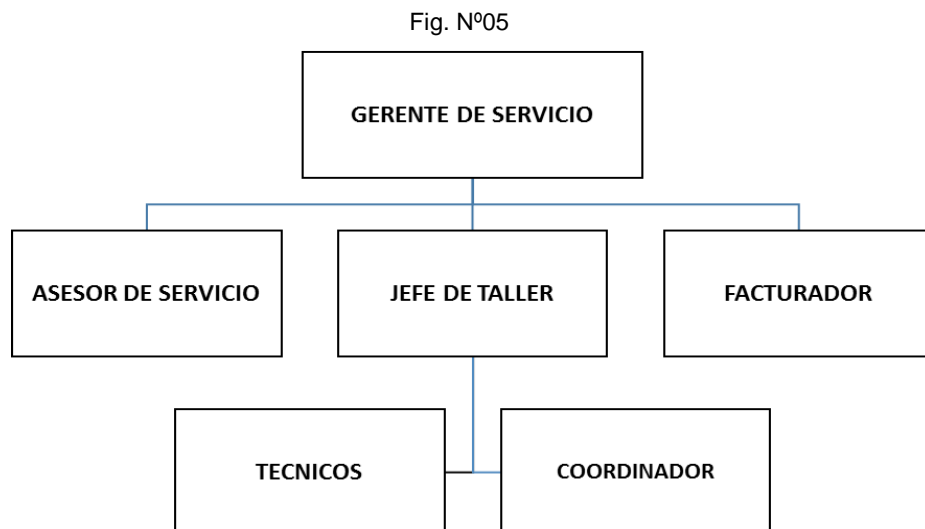 Fig. Nº05
GERENTE DE SERVICIO
ASESOR DE SERVICIO
JEFE DE TALLER
FACTURADOR
TECNICOS
COORDINADOR